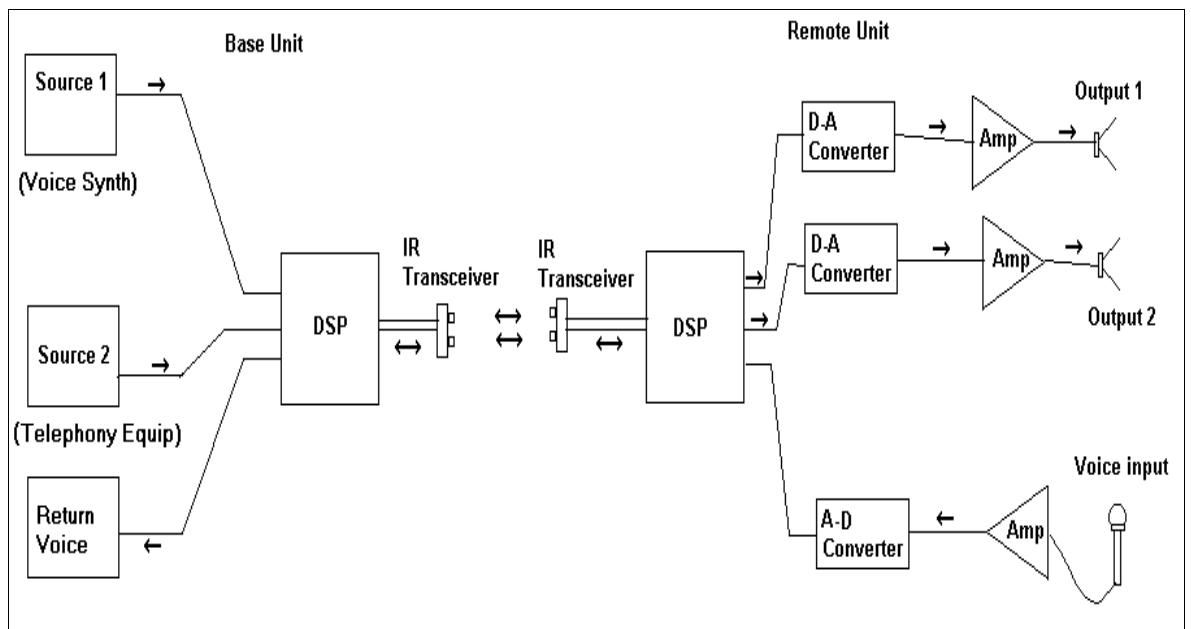 Base Unit
Remote Unit
Source 1
(Voice Synth)
Source 2
(Telephony Equip)
Return
Voice
DSP
IR
Transceiver
IR
Transceiver
DSP
D-A
Converter
Amp
Output 1
D-A
Converter
Amp
Output 2
Voice input
A-D
Converter
Amp